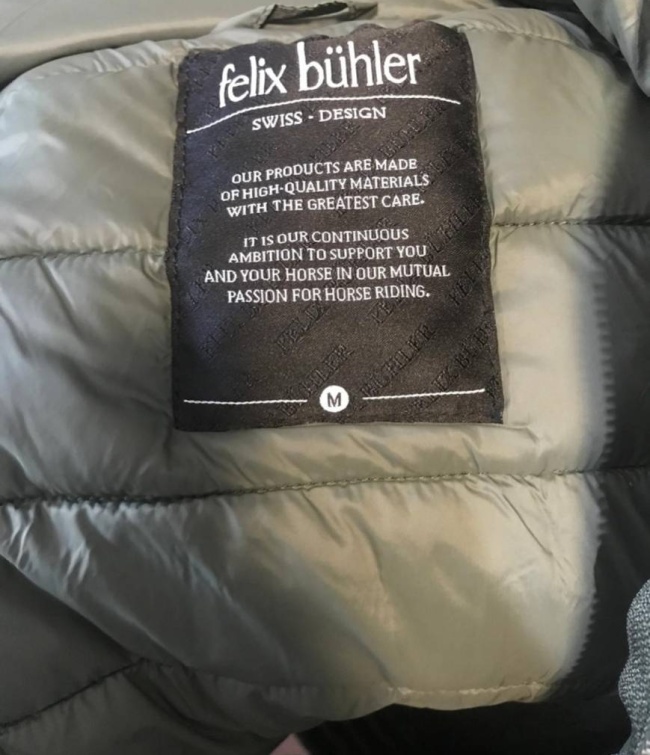 felix bühler
SWISS - DESIGN
OUR PRODUCTS ARE MADE
OF HIGH-QUALITY MATERIALS
WITH THE GREATEST CARE.
IT IS OUR CONTINUOUS
AMBITION TO SUPPORT YOU
AND YOUR HORSE IN OUR MUTUAL
PASSION FOR HORSE RIDING.
M